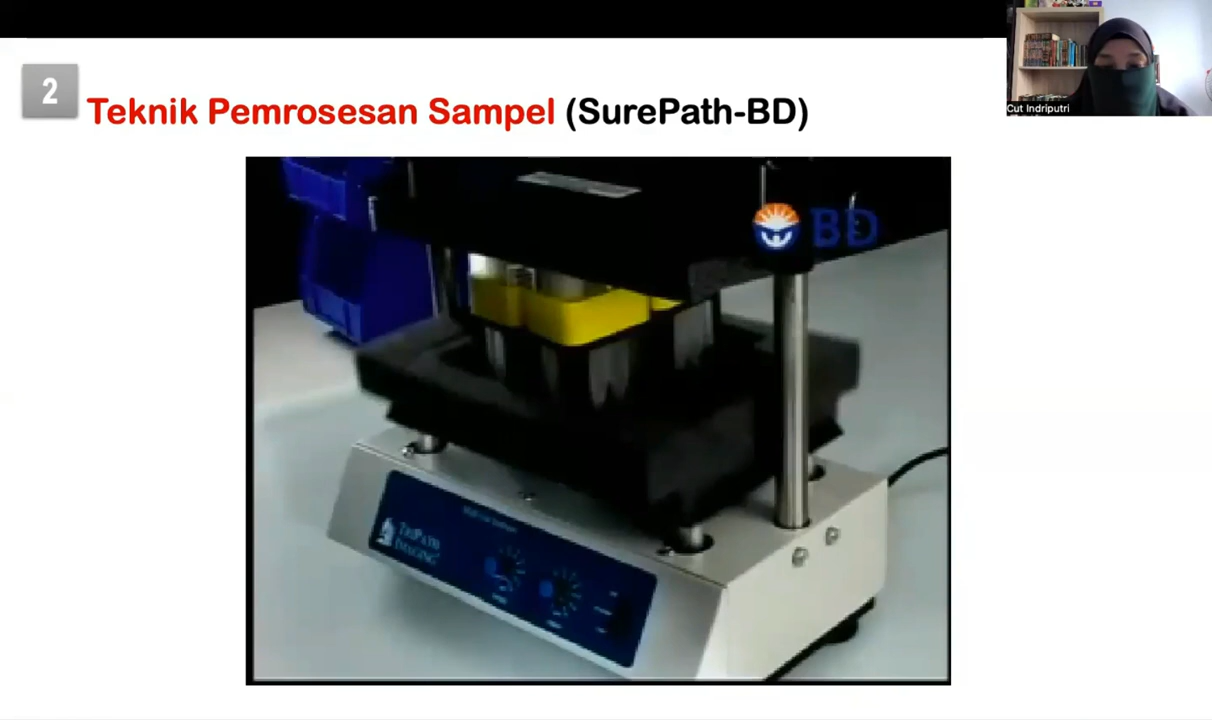 2
Teknik Pemrosesan Sampel (SurePath-BD)
Cut Indriputri
BD
TRIPATH
IMAGING